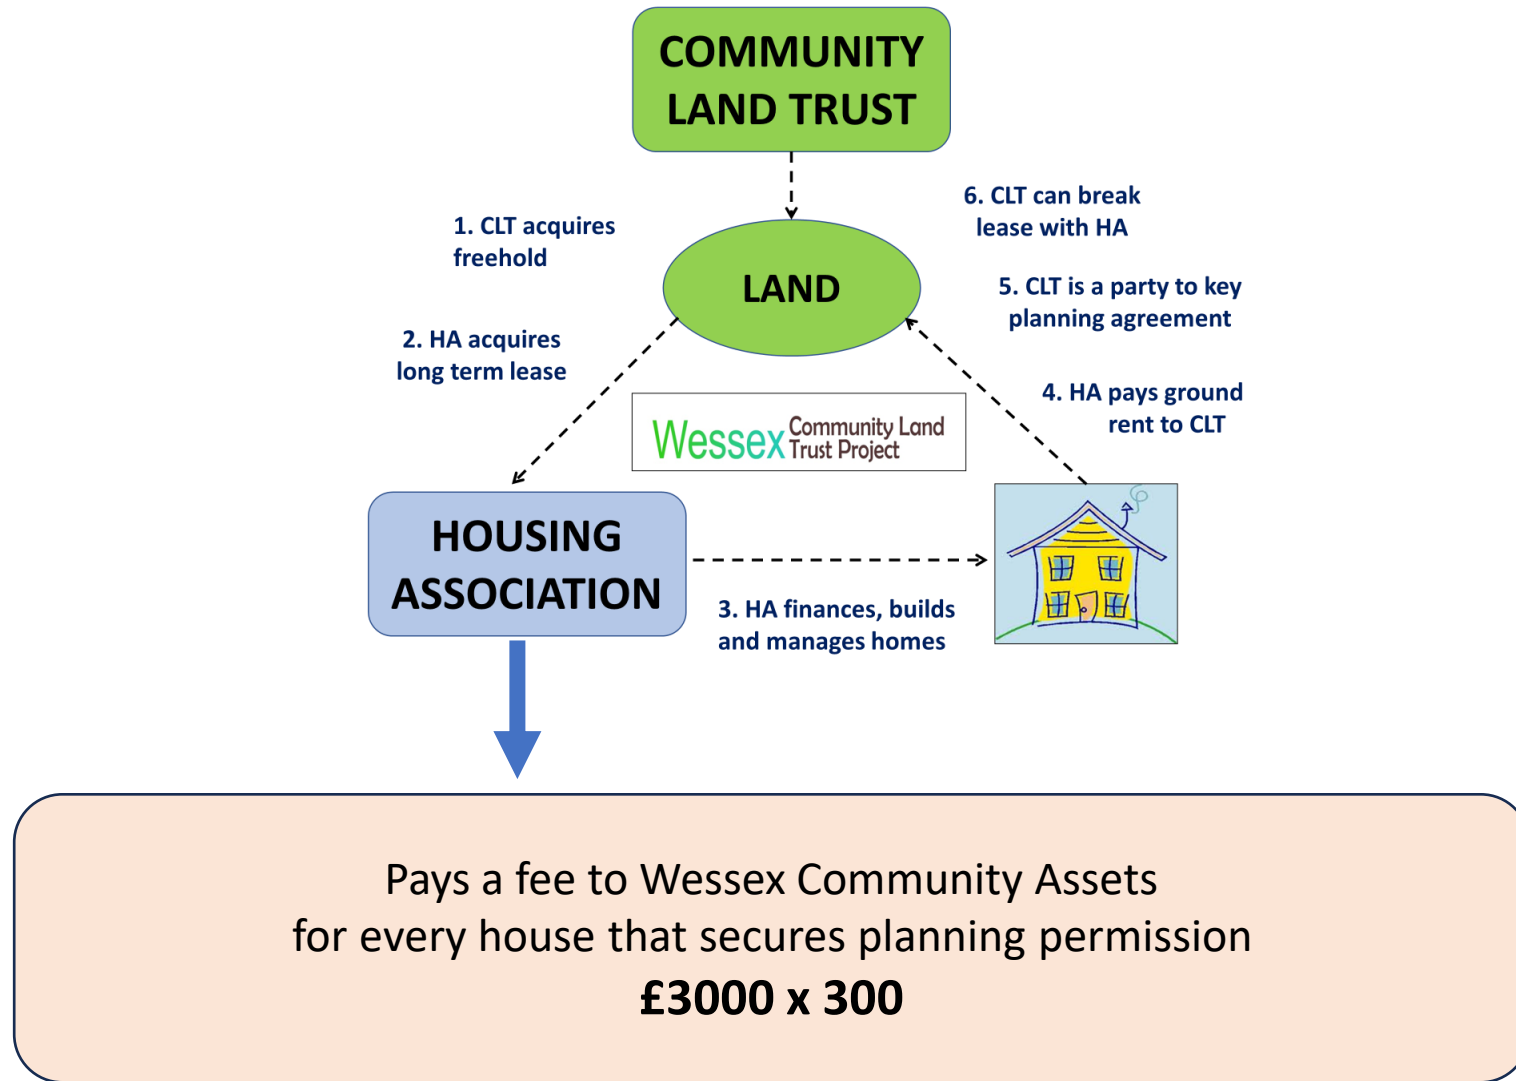 COMMUNITY
LAND TRUST
1. CLT acquires
freehold
6. CLT can break
lease with HA
LAND
5. CLT is a party to key
planning agreement
2. HA acquires
long term lease
4. HA pays ground
rent to CLT
Wessex Community Land
Trust Project
HOUSING
ASSOCIATION
3. HA finances, builds
and manages homes
Pays a fee to Wessex Community Assets
for every house that secures planning permission
£3000 x 300